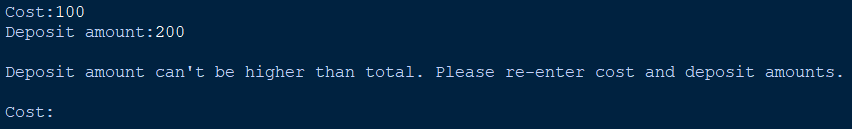 Cost:100
Deposit amount:200
Deposit amount can't be higher than total. Please re-enter cost and deposit amounts.
Cost: